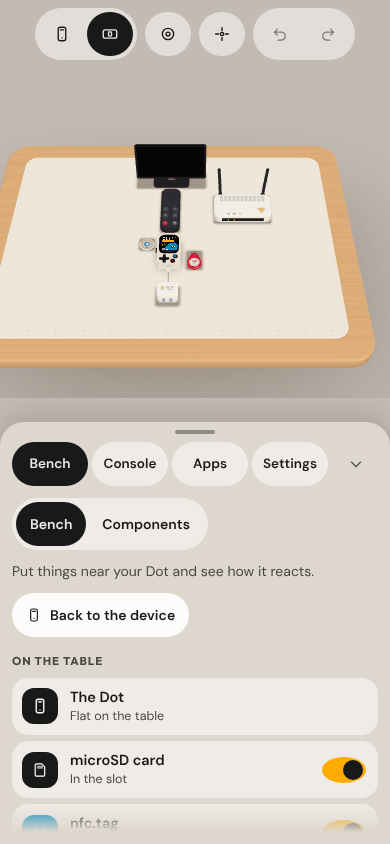 Bench
Console
Apps
Settings
Bench
Components
Put things near your Dot and see how it reacts.
Back to the device
ON THE TABLE
The Dot
Flat on the table
microSD card
In the slot
nfc.tag